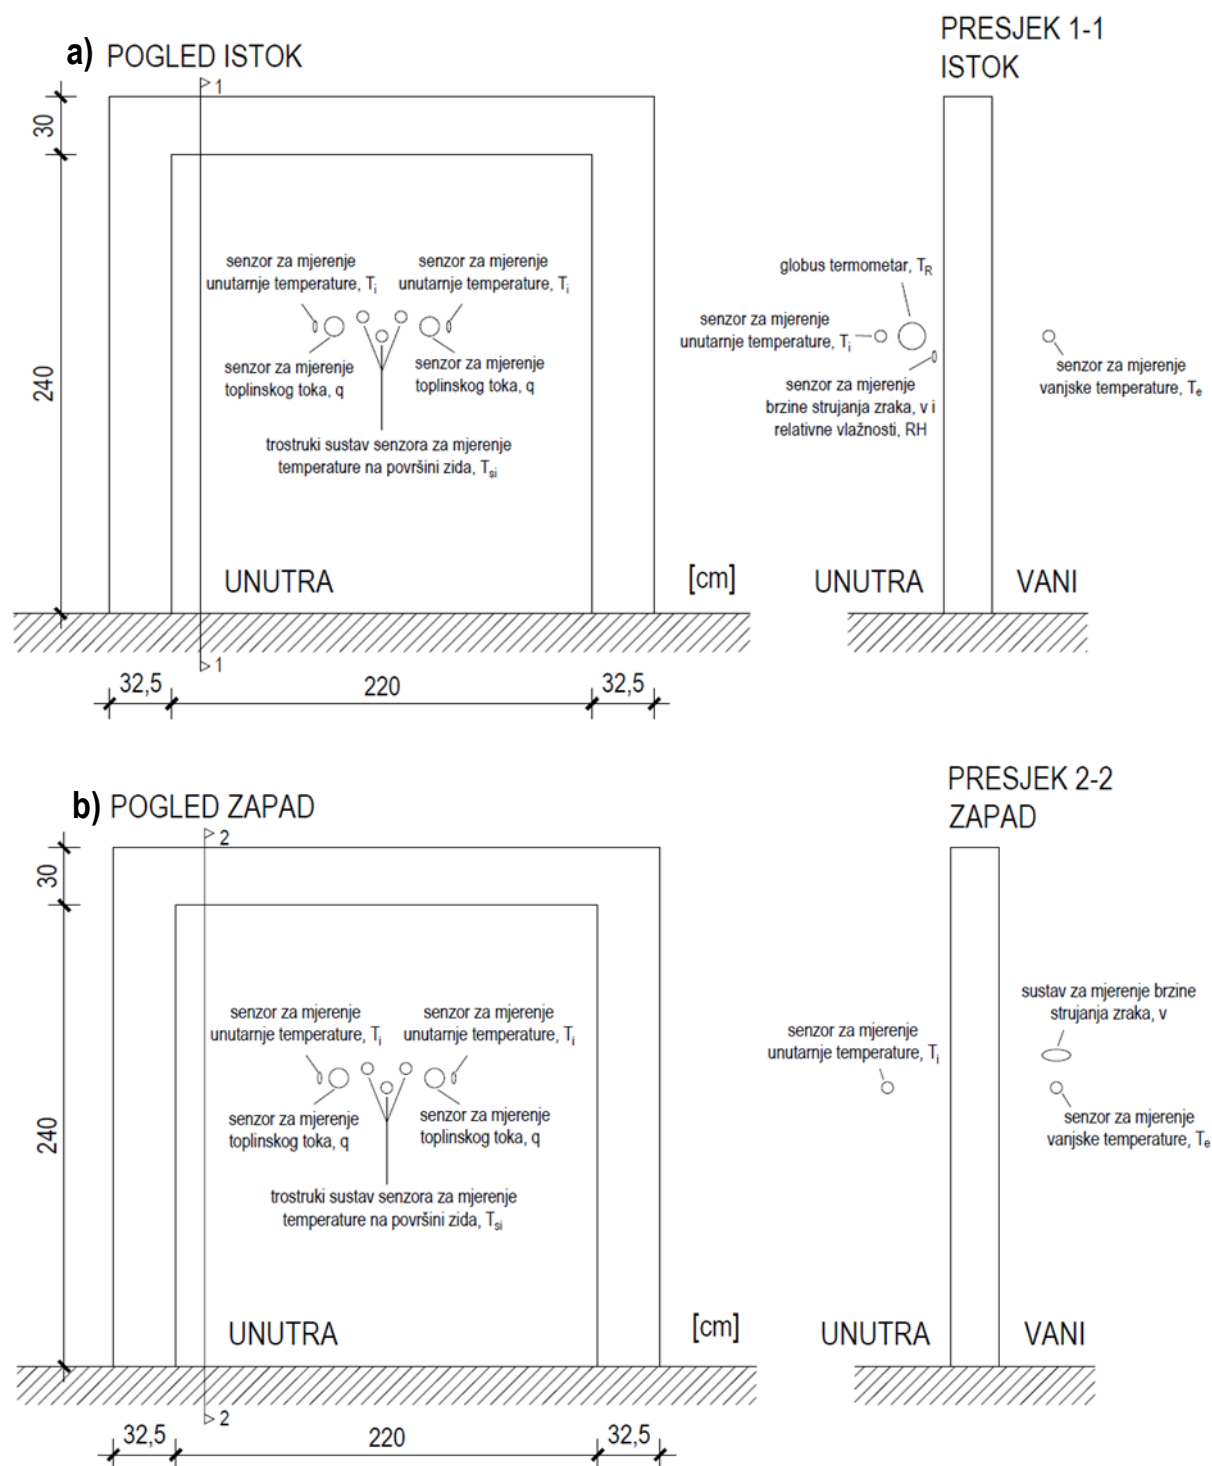 a) POGLED ISTOK
PRESJEK 1-1
ISTOK
1
30
240
senzor za mjerenje
unutarnje temperature, Ti
senzor za mjerenje
unutarnje temperature, Ti
senzor za mjerenje
toplinskog toka, q
senzor za mjerenje
toplinskog toka, q
trostruki sustav senzora za mjerenje
temperature na površini zida, Tsi
globus termometar, TR
senzor za mjerenje
unutarnje temperature, Ti
senzor za mjerenje
brzine strujanja zraka, v i
relativne vlažnosti, RH
senzor za mjerenje
vanjske temperature, Te
UNUTRA
[cm]
UNUTRA
VANI
1
32,5
220
32,5
b) POGLED ZAPAD
PRESJEK 2-2
ZAPAD
2
30
240
senzor za mjerenje
unutarnje temperature, Ti
senzor za mjerenje
unutarnje temperature, Ti
senzor za mjerenje
toplinskog toka, q
senzor za mjerenje
toplinskog toka, q
trostruki sustav senzora za mjerenje
temperature na površini zida, Tsi
sustav za mjerenje brzine
strujanja zraka, v
senzor za mjerenje
unutarnje temperature, Ti
senzor za mjerenje
vanjske temperature, Te
UNUTRA
[cm]
UNUTRA
VANI
2
32,5
220
32,5